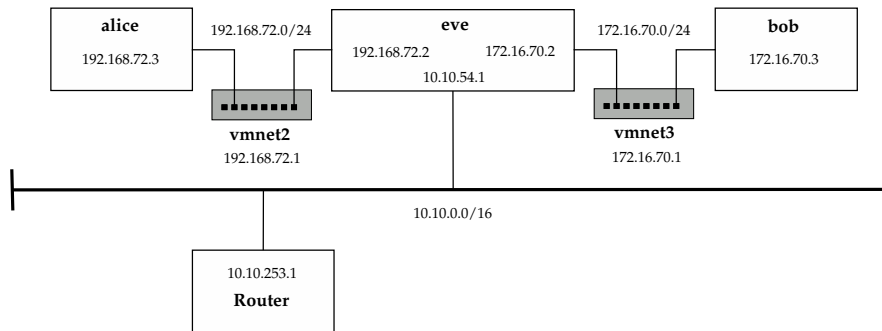 alice
192.168.72.3
192.168.72.0/24
eve
192.168.72.2
172.16.70.2
10.10.54.1
172.16.70.0/24
bob
172.16.70.3
vmnet2
192.168.72.1
vmnet3
172.16.70.1
10.10.0.0/16
10.10.253.1
Router